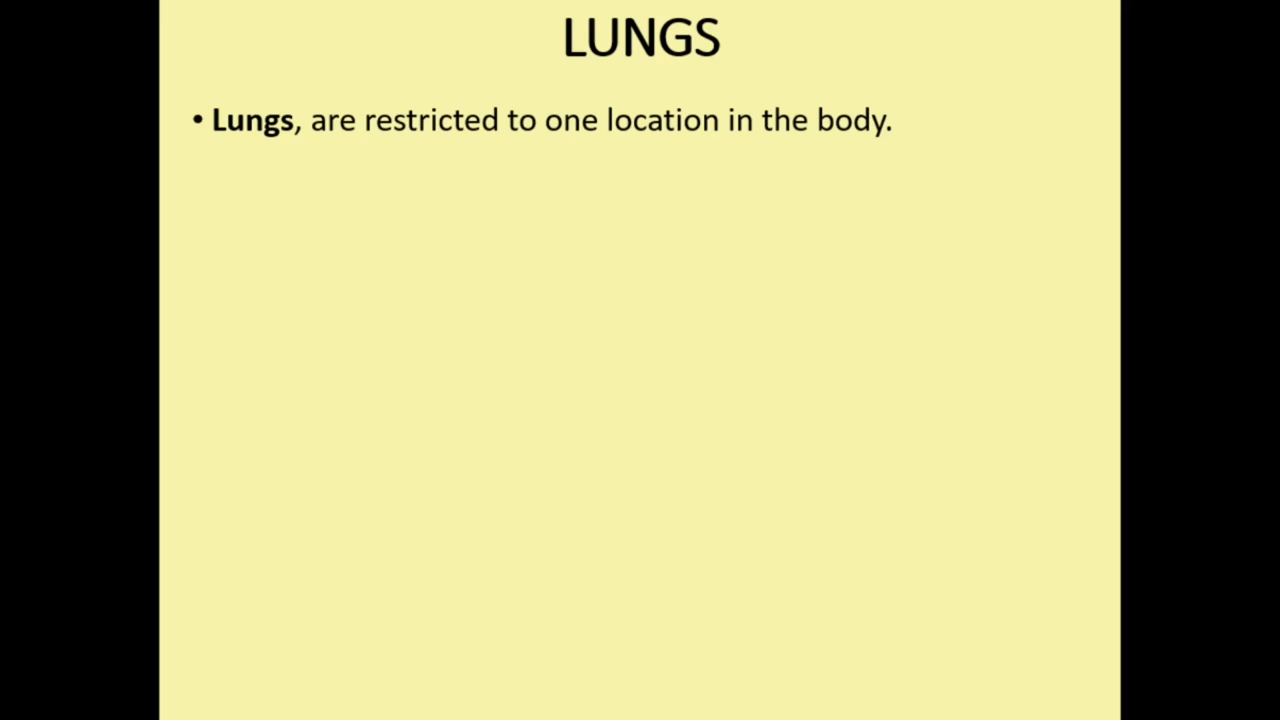 LUNGS
• Lungs, are restricted to one location in the body.